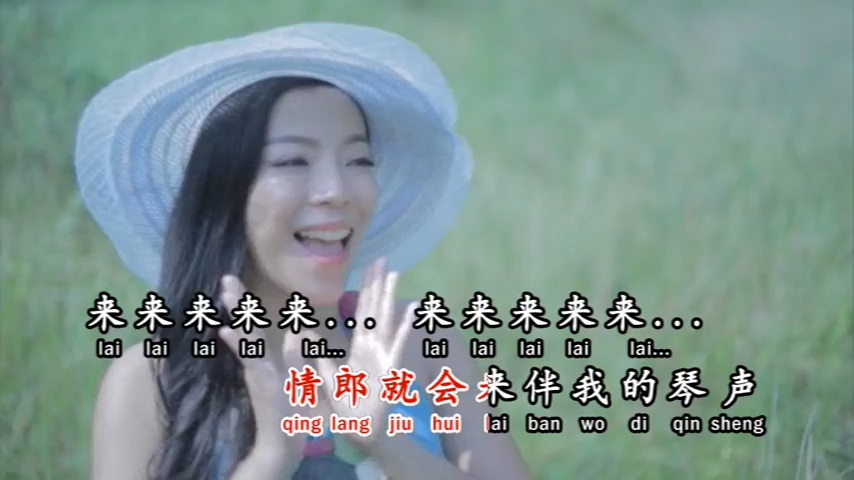 来来来来来... 来来来来来...
lai lai lai lai lai... lai lai lai lai lai...
情郎就会来伴我的琴声
qing lang jiu hui lai ban wo di qin sheng